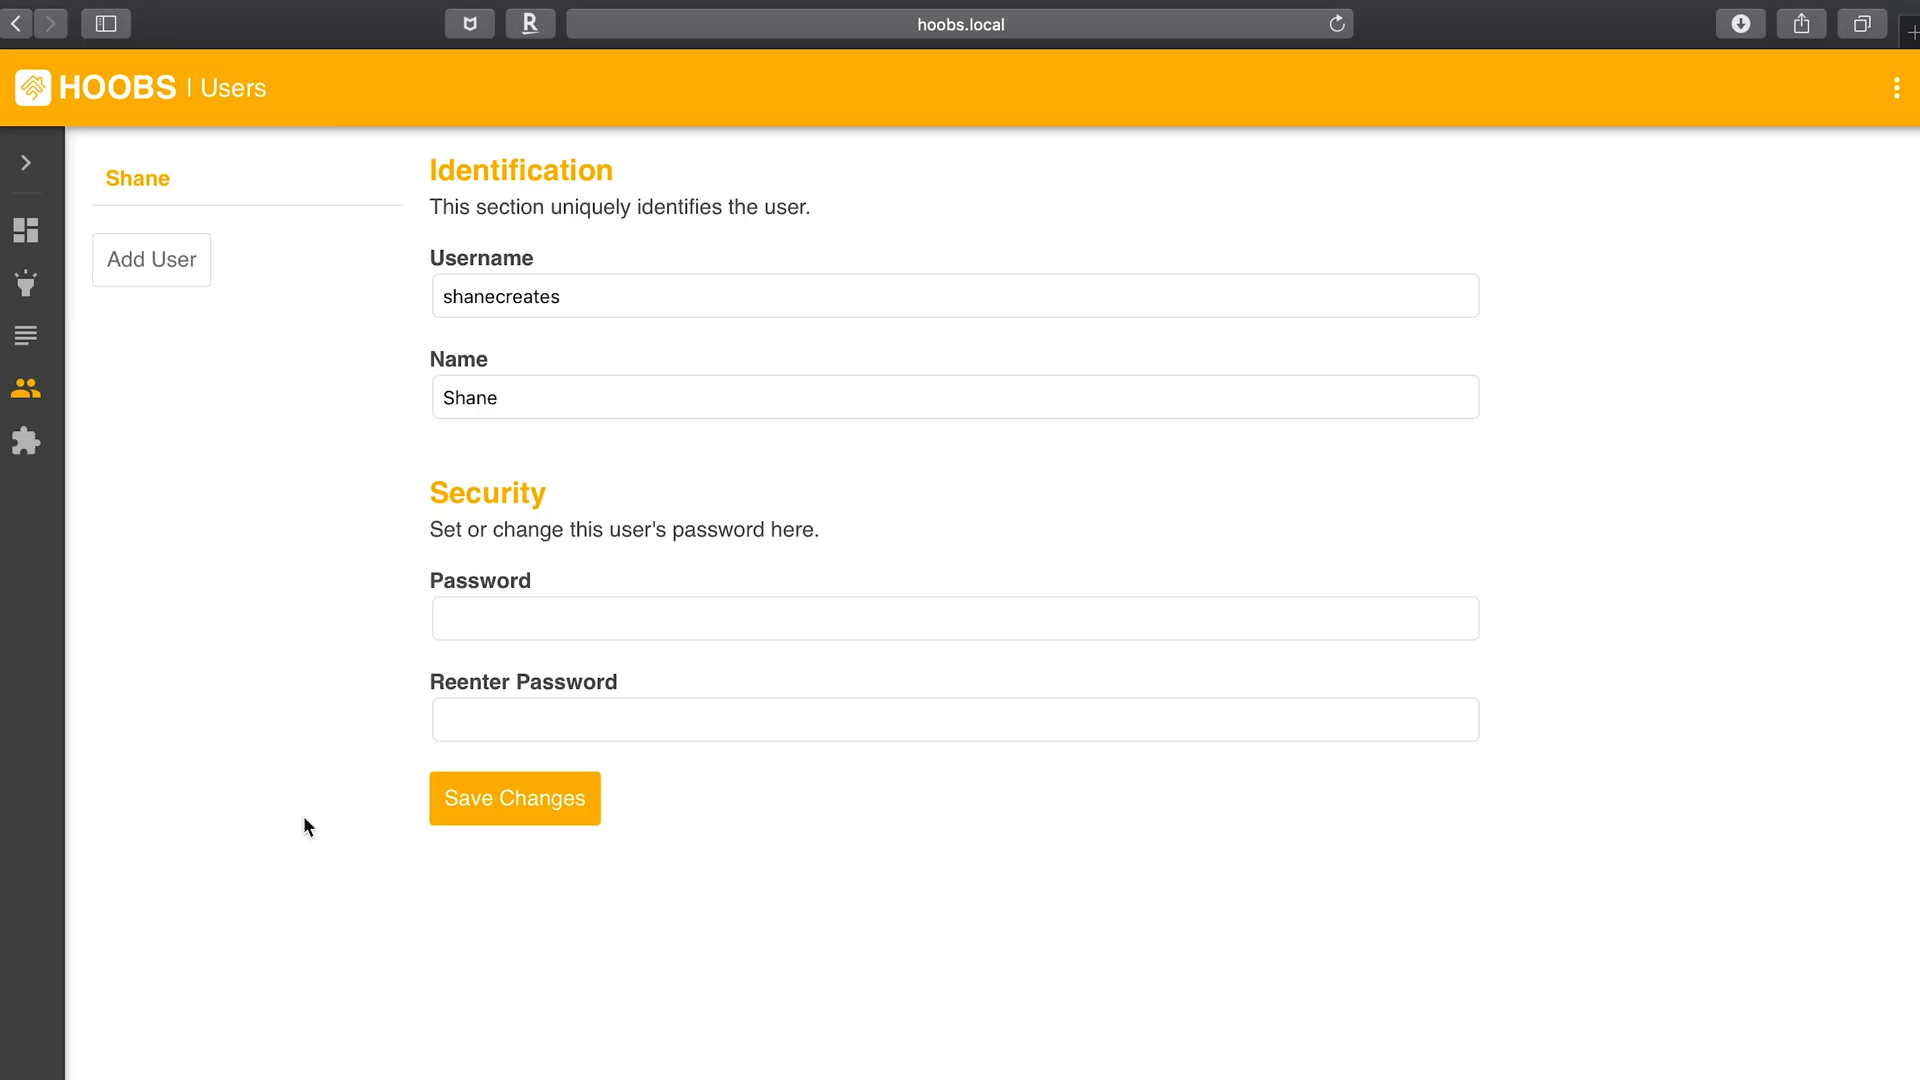 hoobs.local
HOOBS | Users
Shane
Add User
Identification
This section uniquely identifies the user.
Username
shanecreates
Name
Shane
Security
Set or change this user's password here.
Password
Reenter Password
Save Changes